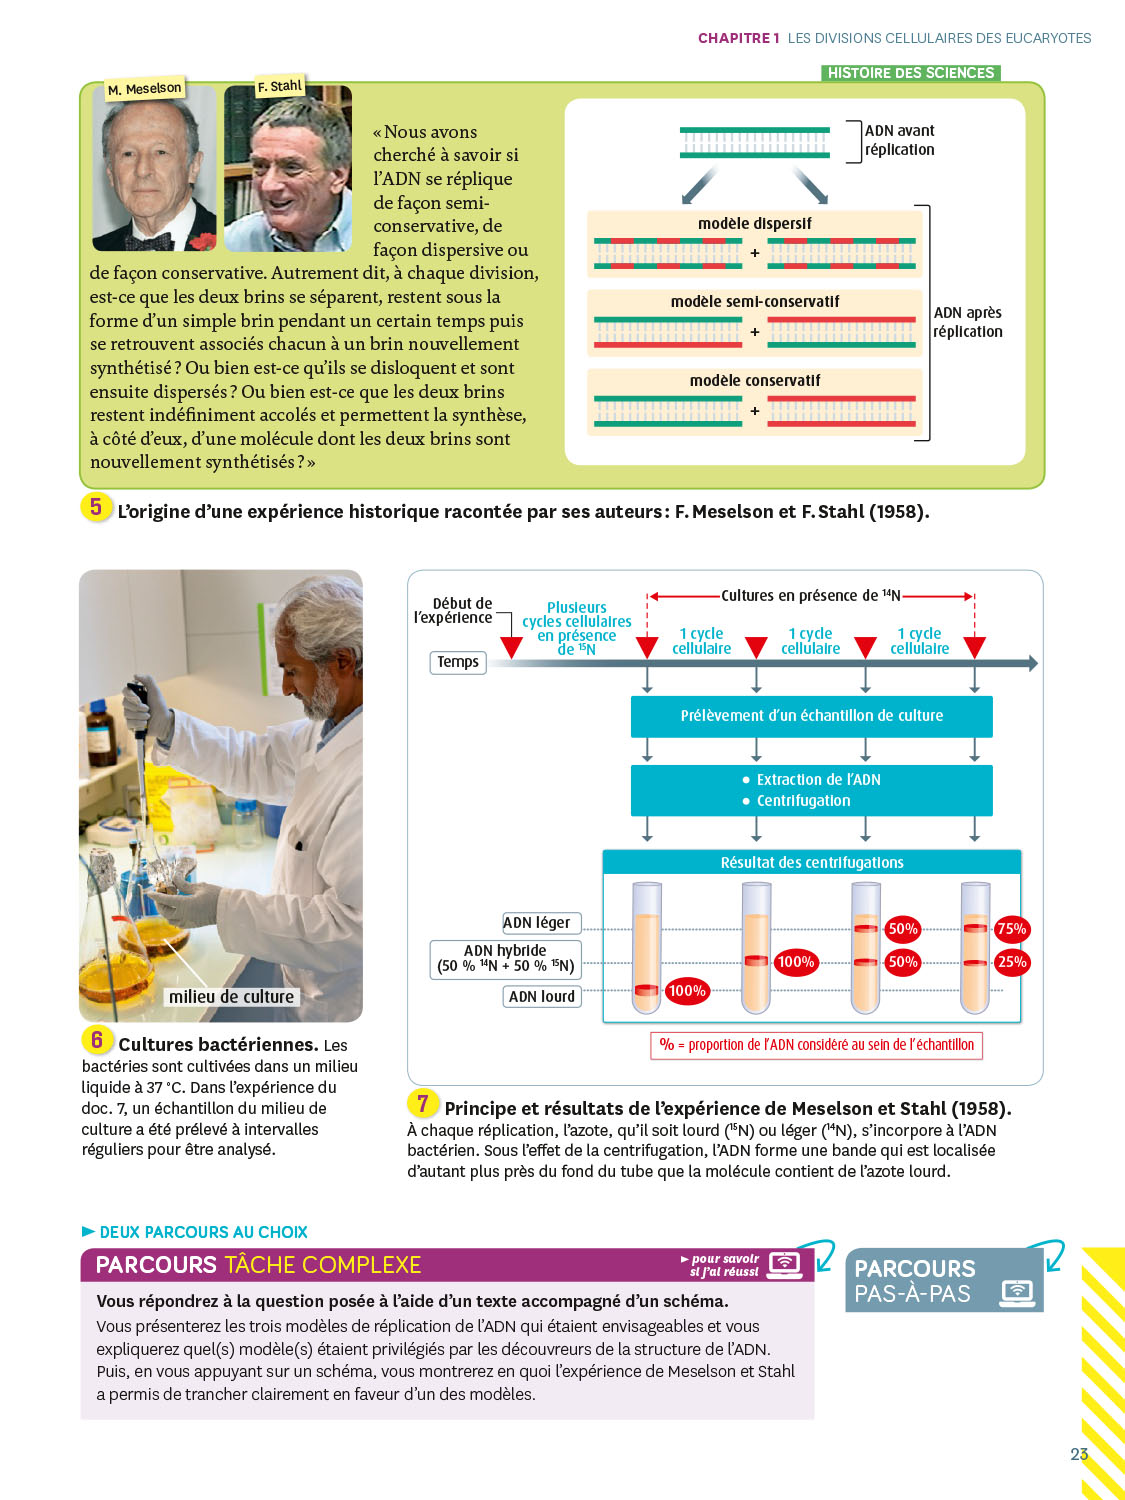 CHAPITRE 1 LES DIVISIONS CELLULAIRES DES EUCARYOTES
HISTOIRE DES SCIENCES
M. Meselson
F. Stahl
« Nous avons
cherché à savoir si
l’ADN se réplique
de façon semi-
conservative, de
façon dispersive ou
de façon conservative. Autrement dit, à chaque division,
est-ce que les deux brins se séparent, restent sous la
forme d’un simple brin pendant un certain temps puis
se retrouvent associés chacun à un brin nouvellement
synthétisé ? Ou bien est-ce qu’ils se disloquent et sont
ensuite dispersés ? Ou bien est-ce que les deux brins
restent indéfiniment accolés et permettent la synthèse,
à côté d’eux, d’une molécule dont les deux brins sont
nouvellement synthétisés ? »
ADN avant
réplication
modèle dispersif
+
modèle semi-conservatif
+
modèle conservatif
+
ADN après
réplication
5 L’origine d’une expérience historique racontée par ses auteurs : F. Meselson et F. Stahl (1958).
milieu de culture
6 Cultures bactériennes. Les
bactéries sont cultivées dans un milieu
liquide à 37 °C. Dans l’expérience du
doc. 7, un échantillon du milieu de
culture a été prélevé à intervalles
réguliers pour être analysé.
Début de
l’expérience
Plusieurs
cycles cellulaires
en présence
de ¹⁵N
Cultures en présence de ¹⁴N
1 cycle
cellulaire
1 cycle
cellulaire
1 cycle
cellulaire
Temps
Prélèvement d’un échantillon de culture
• Extraction de l’ADN
• Centrifugation
Résultat des centrifugations
ADN léger
50%
75%
ADN hybride
(50 % ¹⁴N + 50 % ¹⁵N)
100%
50%
25%
ADN lourd
100%
% = proportion de l’ADN considéré au sein de l’échantillon
7 Principe et résultats de l’expérience de Meselson et Stahl (1958).
À chaque réplication, l’azote, qu’il soit lourd (¹⁵N) ou léger (¹⁴N), s’incorpore à l’ADN
bactérien. Sous l’effet de la centrifugation, l’ADN forme une bande qui est localisée
d’autant plus près du fond du tube que la molécule contient de l’azote lourd.
► DEUX PARCOURS AU CHOIX
PARCOURS TÂCHE COMPLEXE
► pour savoir
si j’ai réussi
Vous répondrez à la question posée à l’aide d’un texte accompagné d’un schéma.
Vous présenterez les trois modèles de réplication de l’ADN qui étaient envisageables et vous
expliquerez quel(s) modèle(s) étaient privilégiés par les découvreurs de la structure de l’ADN.
Puis, en vous appuyant sur un schéma, vous montrerez en quoi l’expérience de Meselson et Stahl
a permis de trancher clairement en faveur d’un des modèles.
PARCOURS
PAS-À-PAS
23